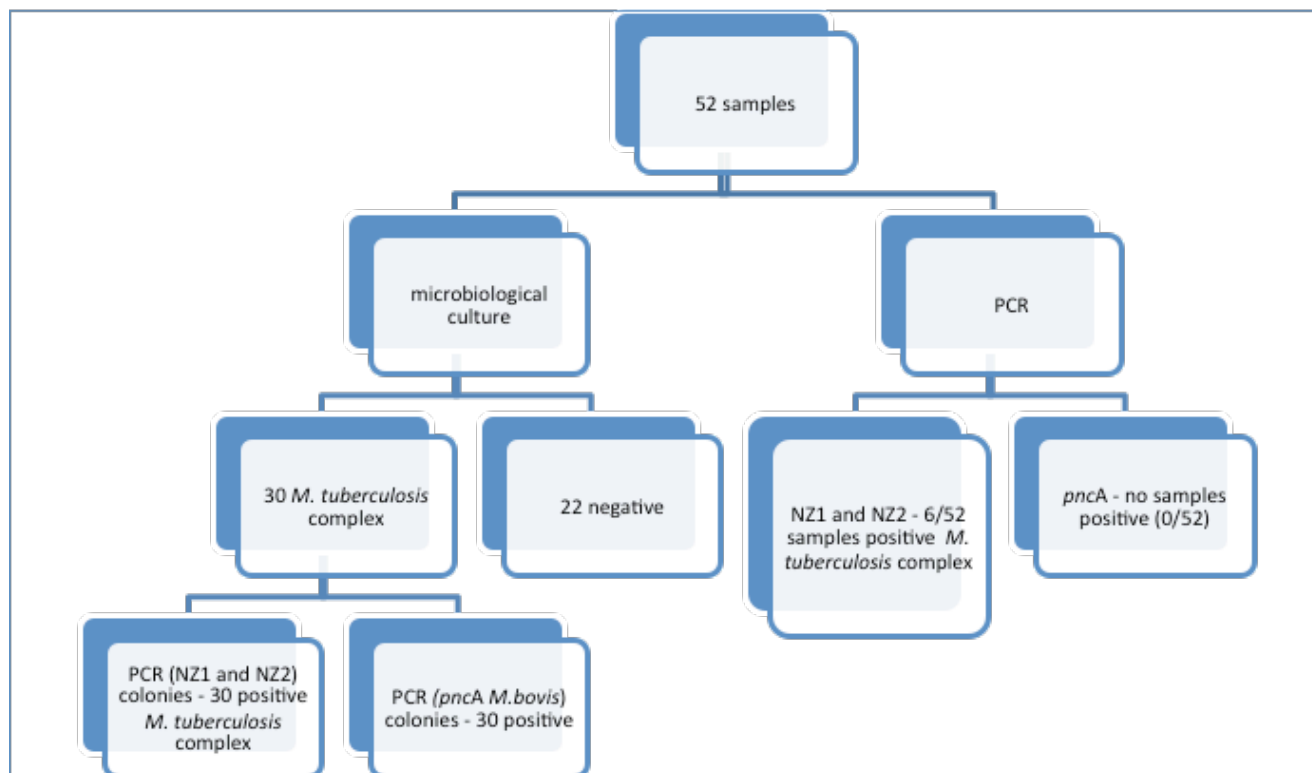 52 samples
microbiological
culture
PCR
30 M. tuberculosis
complex
22 negative
NZ1 and NZ2 - 6/52
samples positive M.
tuberculosis complex
pncA - no samples
positive (0/52)
PCR (NZ1 and NZ2)
colonies - 30 positive
M. tuberculosis
complex
PCR (pncA M.bovis)
colonies - 30 positive